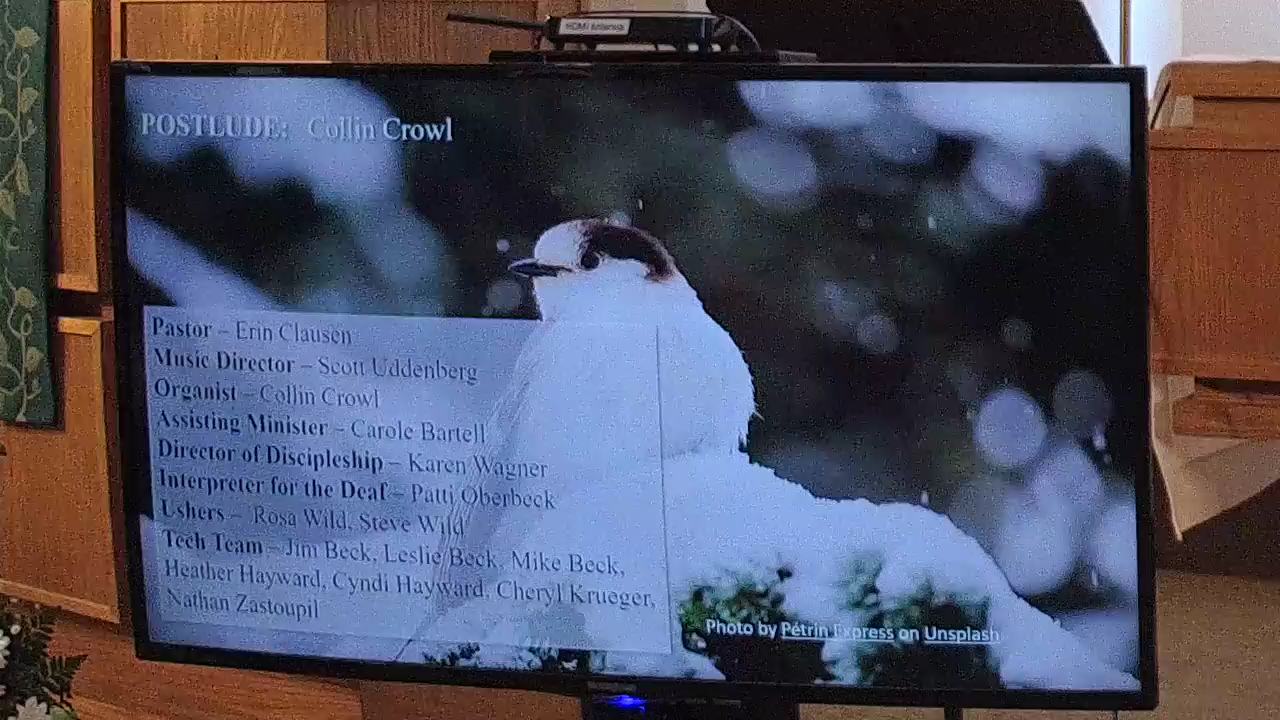 HDMI Antenna
POSTLUDE: Collin Crowl
Pastor – Erin Clausen
Music Director – Scott Uddenberg
Organist – Collin Crowl
Assisting Minister – Carole Bartell
Director of Discipleship – Karen Wagner
Interpreter for the Deaf – Patti Oberbeck
Ushers – Rosa Wild, Steve Wild
Tech Team – Jim Beck, Leslie Beck, Mike Beck,
Heather Hayward, Cyndi Hayward, Cheryl Krueger,
Nathan Zastoupil
Photo by Pétrin Express on Unsplash